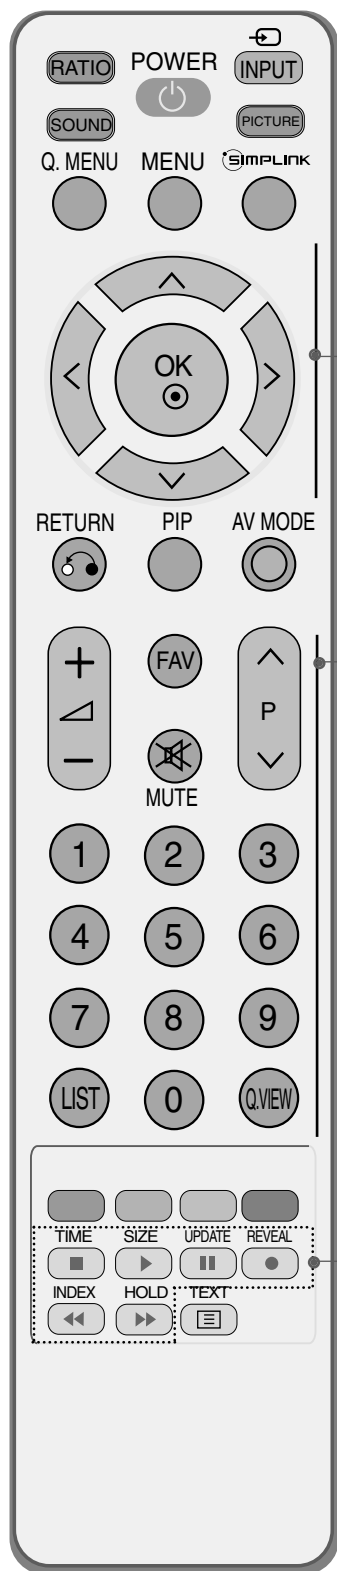 RATIO POWER INPUT
SOUND PICTURE
Q. MENU MENU SIMPLINK
OK
RETURN PIP AV MODE
+ FAV
P
-
MUTE
1 2 3
4 5 6
7 8 9
LIST 0 Q.VIEW
TIME SIZE UPDATE REVEAL
INDEX HOLD TEXT